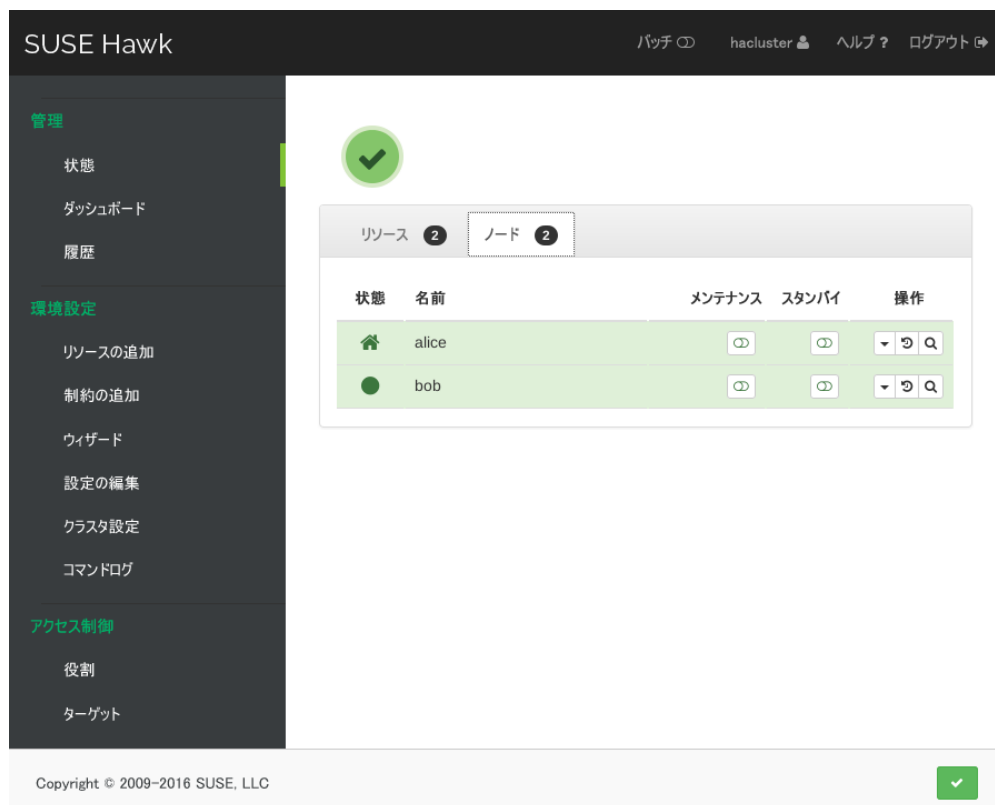 SUSE Hawk
バッチ hacluster ヘルプ ? ログアウト
管理
状態
ダッシュボード
履歴
環境設定
リソースの追加
制約の追加
ウィザード
設定の編集
クラスタ設定
コマンドログ
アクセス制御
役割
ターゲット
リソース 2 ノード 2
状態 名前 メンテナンス スタンバイ 操作
alice
bob
Copyright © 2009-2016 SUSE, LLC